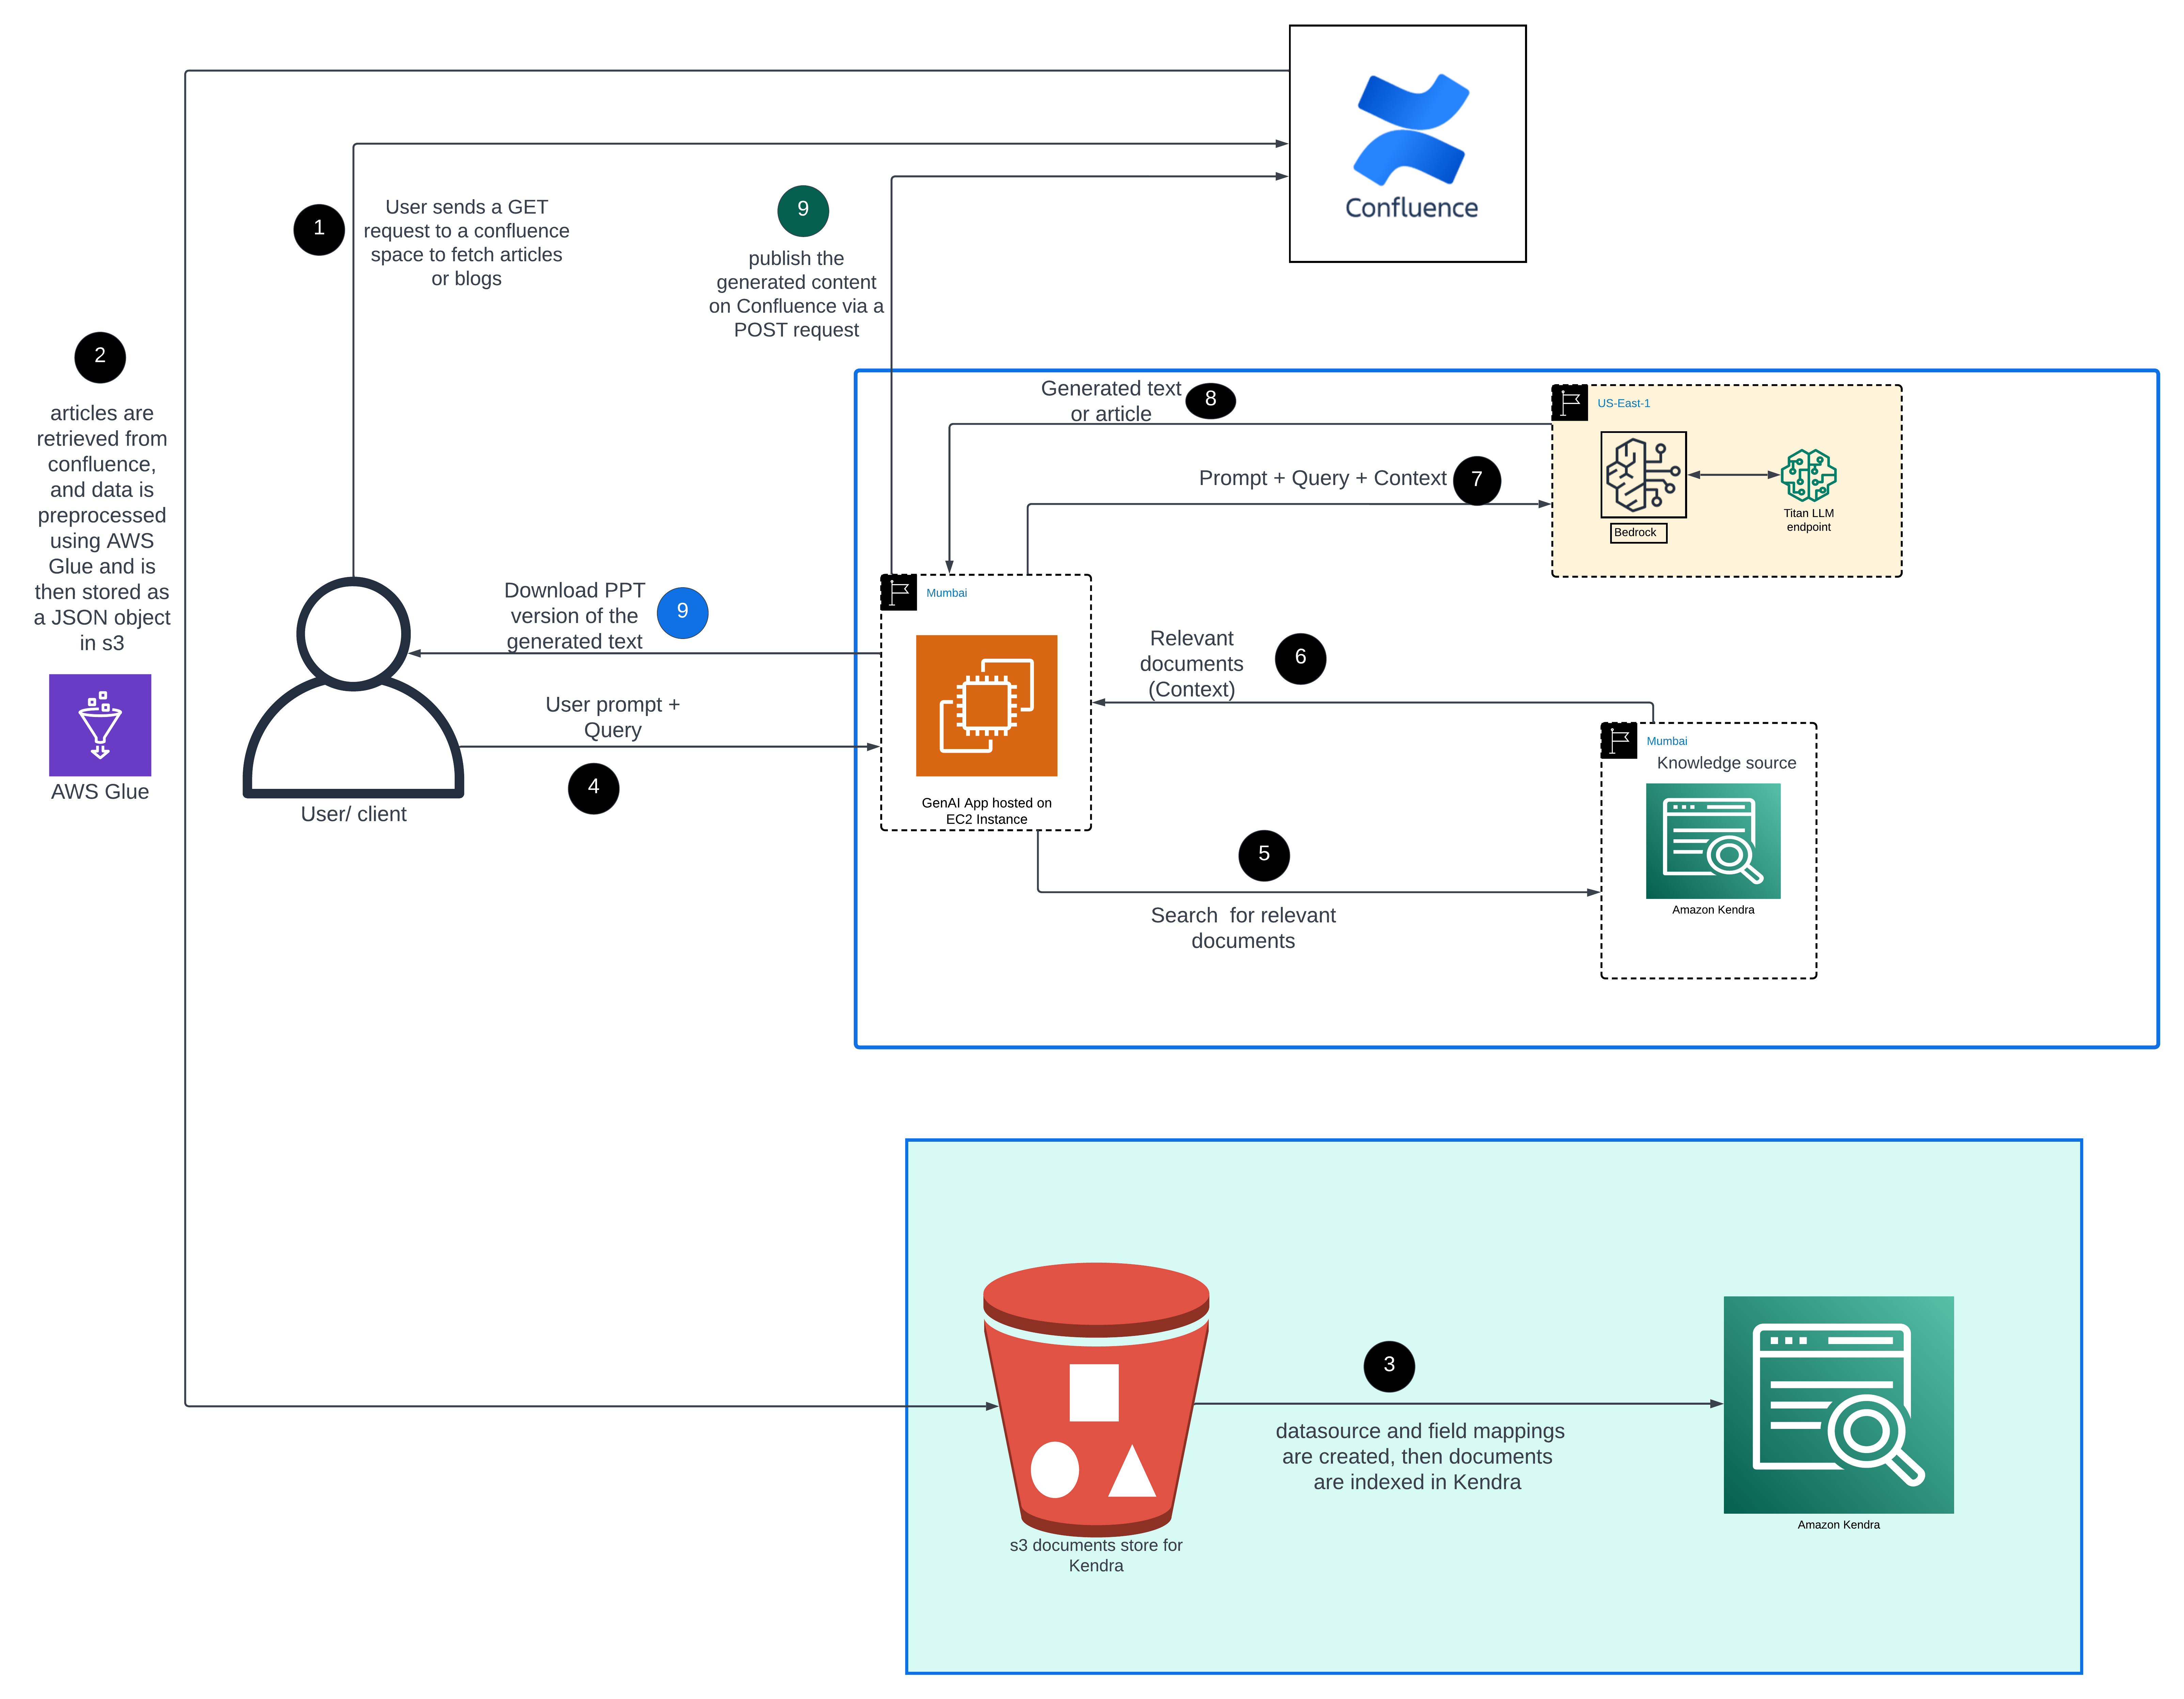 Confluence
1
User sends a GET
request to a confluence
space to fetch articles
or blogs
9
publish the
generated content
on Confluence via a
POST request
2
articles are
retrieved from
confluence,
and data is
preprocessed
using AWS
Glue and is
then stored as
a JSON object
in s3
AWS Glue
User/ client
Download PPT
version of the
generated text
9
User prompt +
Query
4
Generated text
or article
8
Prompt + Query + Context
7
US-East-1
Bedrock
Titan LLM
endpoint
Mumbai
GenAI App hosted on
EC2 Instance
Relevant
documents
(Context)
6
Mumbai
Knowledge source
Amazon Kendra
5
Search  for relevant
documents
s3 documents store for
Kendra
3
datasource and field mappings
are created, then documents
are indexed in Kendra
Amazon Kendra